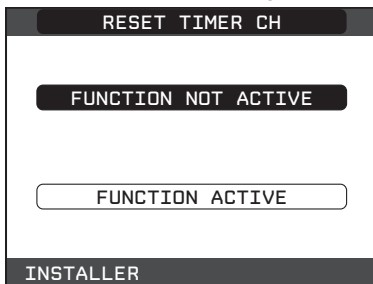 RESET TIMER CH
FUNCTION NOT ACTIVE
FUNCTION ACTIVE
INSTALLER